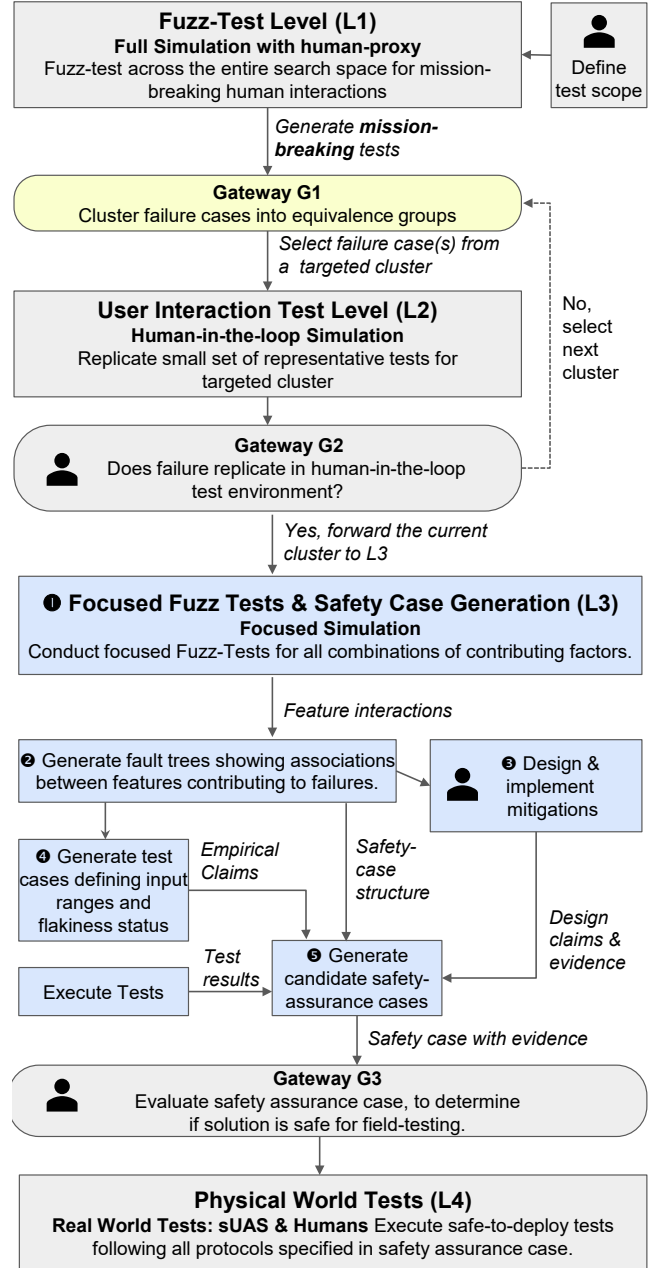 Fuzz-Test Level (L1)
Full Simulation with human-proxy
Fuzz-test across the entire search space for mission-
breaking human interactions
Define
test scope
Generate mission-
breaking tests
Gateway G1
Cluster failure cases into equivalence groups
Select failure case(s) from
a targeted cluster
No,
select
next
cluster
User Interaction Test Level (L2)
Human-in-the-loop Simulation
Replicate small set of representative tests for
targeted cluster
Gateway G2
Does failure replicate in human-in-the-loop
test environment?
Yes, forward the current
cluster to L3
❶ Focused Fuzz Tests & Safety Case Generation (L3)
Focused Simulation
Conduct focused Fuzz-Tests for all combinations of contributing factors.
Feature interactions
❷ Generate fault trees showing associations
between features contributing to failures.
❸ Design &
implement
mitigations
❹ Generate test
cases defining input
ranges and
flakiness status
Empirical
Claims
Safety-
case
structure
Design
claims &
evidence
Execute Tests
Test
results
❺ Generate
candidate safety-
assurance cases
Safety case with evidence
Gateway G3
Evaluate safety assurance case, to determine
if solution is safe for field-testing.
Physical World Tests (L4)
Real World Tests: sUAS & Humans Execute safe-to-deploy tests
following all protocols specified in safety assurance case.